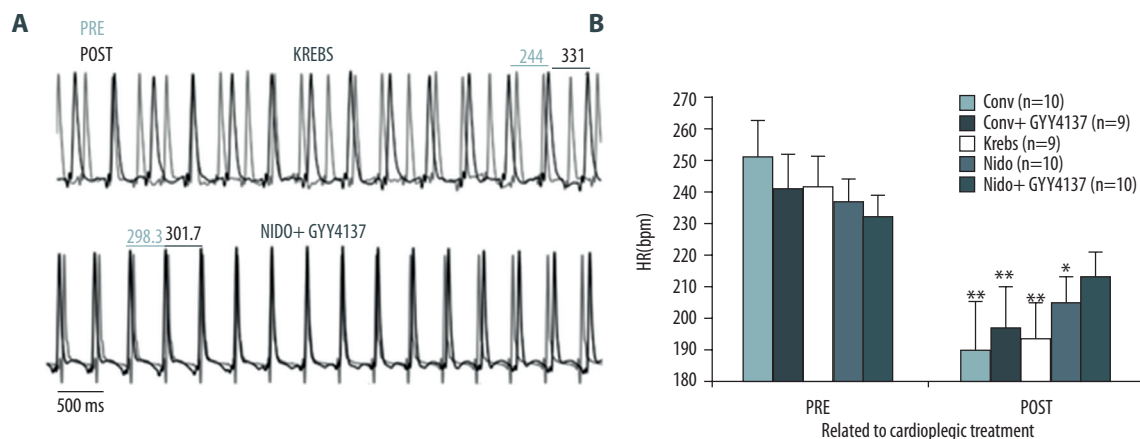 A
PRE
POST
KREBS
244
331
298.3
301.7
NIDO+ GYY4137
500 ms
B
270
260
250
240
230
220
210
200
190
180
HR(bpm)
Conv (n=10)
Conv+ GYY4137 (n=9)
Krebs (n=9)
Nido (n=10)
Nido+ GYY4137 (n=10)
**
**
**
*
PRE
POST
Related to cardioplegic treatment